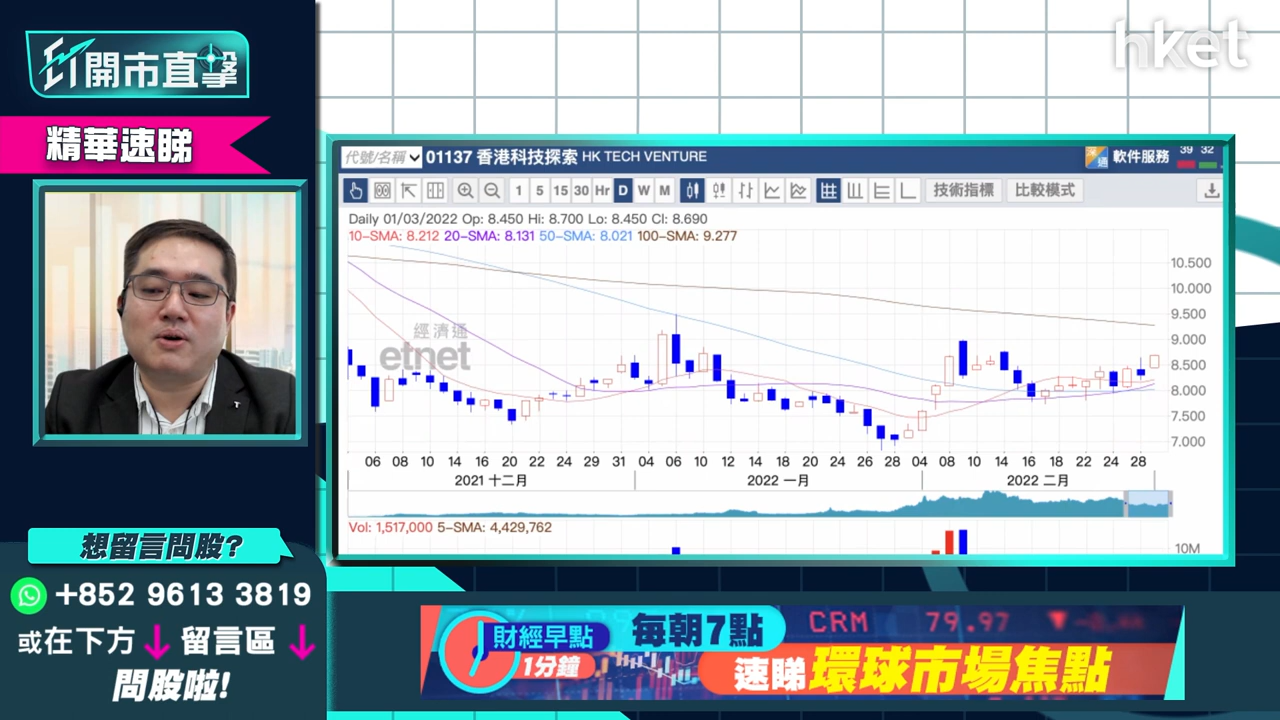 hket
ET開市直擊
精華速睇
代號/名稱
01137 香港科技探索 HK TECH VENTURE
軟件服務
39 32
1 5 15 30 Hr D W M
技術指標
比較模式
Daily 01/03/2022 Op: 8.450 Hi: 8.700 Lo: 8.450 Cl: 8.690
10-SMA: 8.212 20-SMA: 8.131 50-SMA: 8.021 100-SMA: 9.277
經濟通
etnet
10.500
10.000
9.500
9.000
8.500
8.000
7.500
7.000
06 08 10 14 16 20 22 24 29 31 04 06 10 12 14 18 20 24 26 28 04 08 10 14 16 18 22 24 28
2021 十二月
2022 一月
2022 二月
Vol: 1,517,000 5-SMA: 4,429,762
10M
想留言問股?
+852 9613 3819
或在下方
留言區
問股啦!
財經早點
1分鐘
每朝7點
速睇環球市場焦點
CRM 79.97